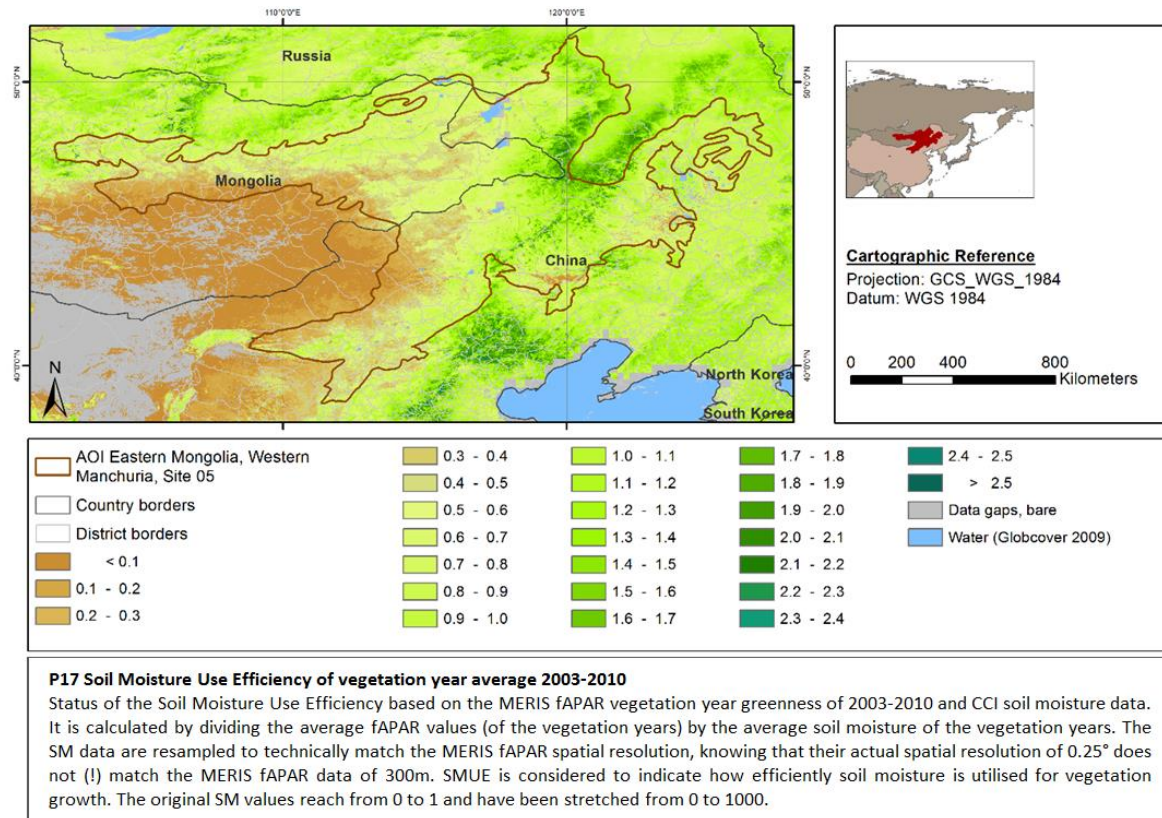 110°0'0"E
120°0'0"E
Russia
50°0'0"N
50°0'0"N
Mongolia
China
40°0'0"N
40°0'0"N
N
North Korea
South Korea
110°0'0"E
120°0'0"E
Cartographic Reference
Projection: GCS_WGS_1984
Datum: WGS 1984
0 200 400 800
Kilometers
AOI Eastern Mongolia, Western
Manchuria, Site 05
Country borders
District borders
< 0.1
0.1 - 0.2
0.2 - 0.3
0.3 - 0.4
0.4 - 0.5
0.5 - 0.6
0.6 - 0.7
0.7 - 0.8
0.8 - 0.9
0.9 - 1.0
1.0 - 1.1
1.1 - 1.2
1.2 - 1.3
1.3 - 1.4
1.4 - 1.5
1.5 - 1.6
1.6 - 1.7
1.7 - 1.8
1.8 - 1.9
1.9 - 2.0
2.0 - 2.1
2.1 - 2.2
2.2 - 2.3
2.3 - 2.4
2.4 - 2.5
> 2.5
Data gaps, bare
Water (Globcover 2009)
P17 Soil Moisture Use Efficiency of vegetation year average 2003-2010
Status of the Soil Moisture Use Efficiency based on the MERIS fAPAR vegetation year greenness of 2003-2010 and CCI soil moisture data.
It is calculated by dividing the average fAPAR values (of the vegetation years) by the average soil moisture of the vegetation years. The
SM data are resampled to technically match the MERIS fAPAR spatial resolution, knowing that their actual spatial resolution of 0.25° does
not (!) match the MERIS fAPAR data of 300m. SMUE is considered to indicate how efficiently soil moisture is utilised for vegetation
growth. The original SM values reach from 0 to 1 and have been stretched from 0 to 1000.